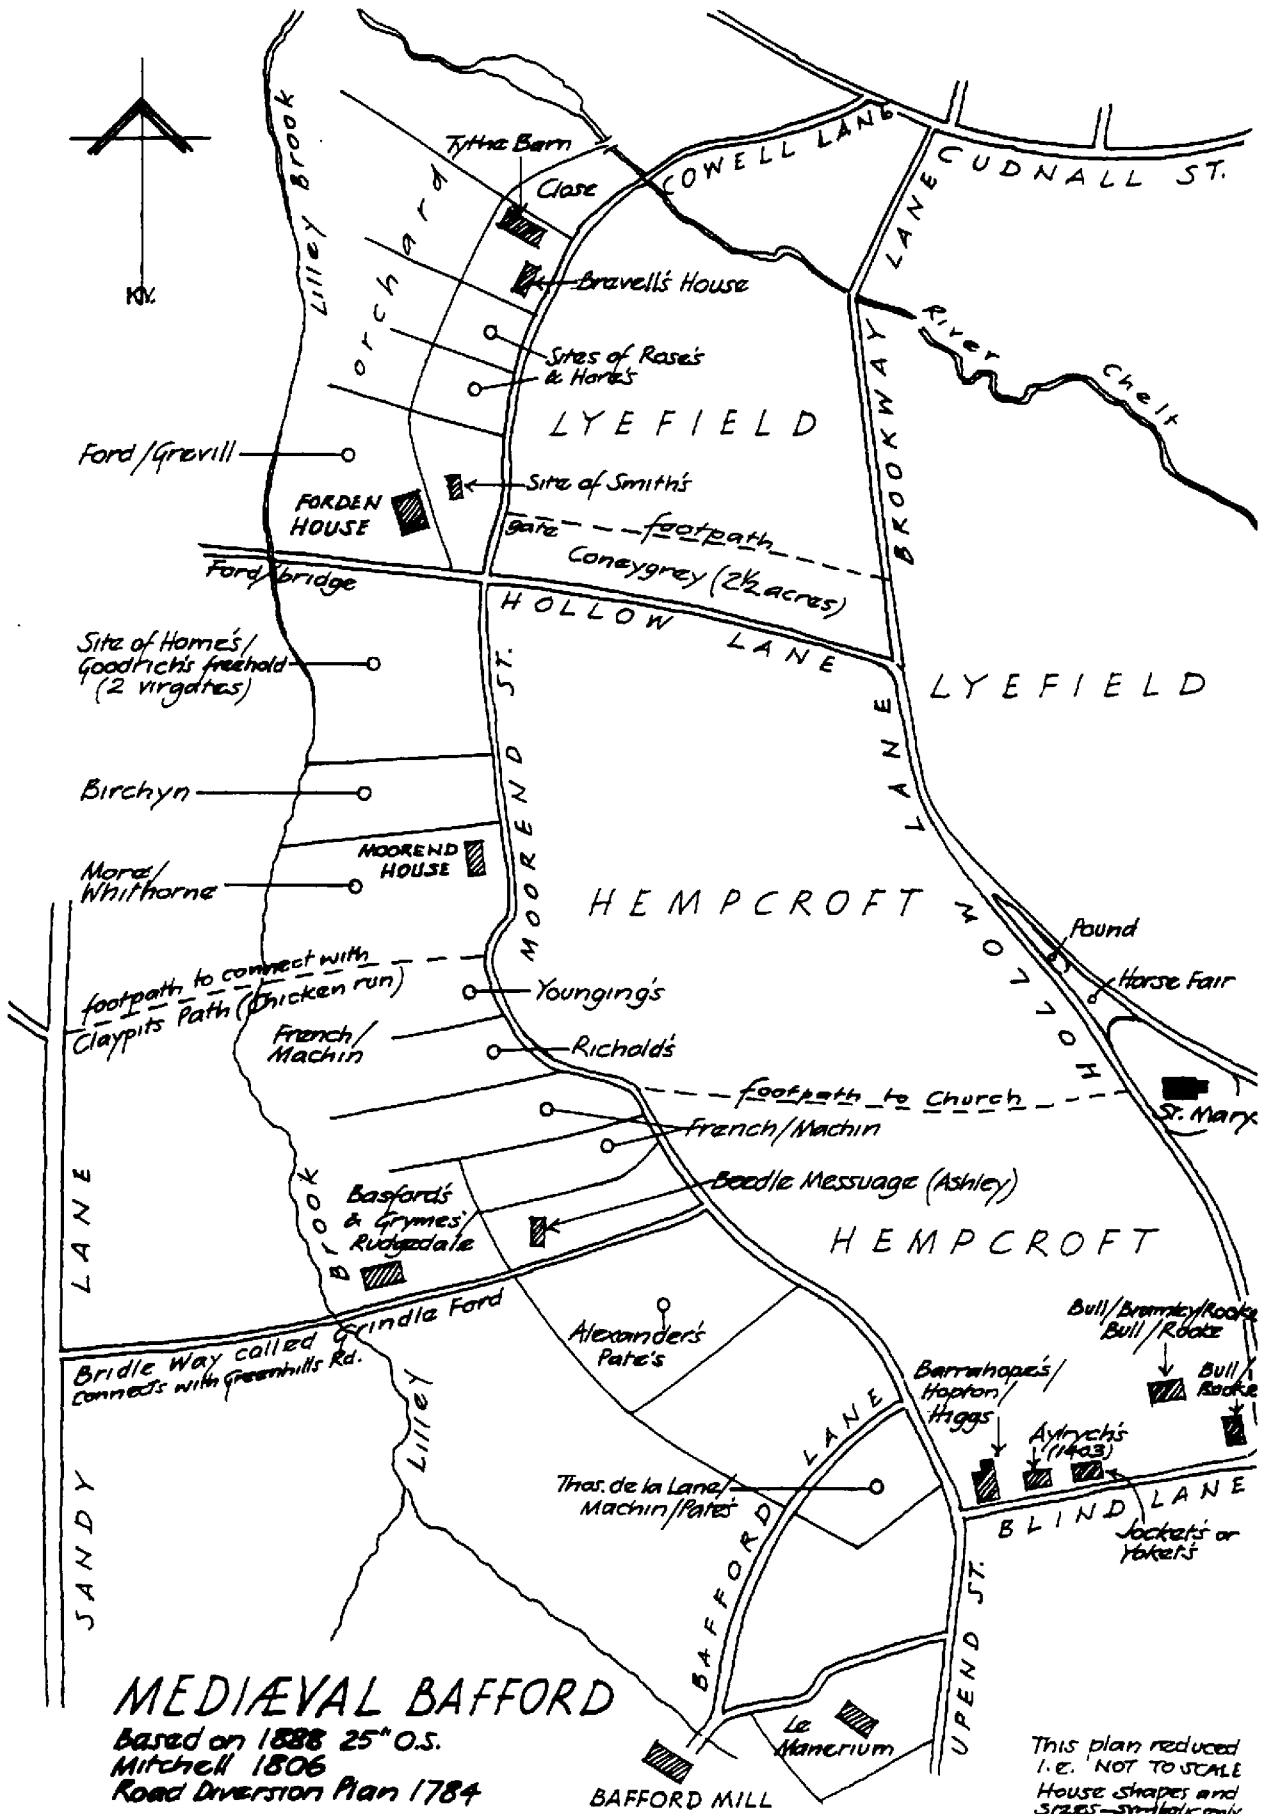 Lilley Brook
Tythe Barn
Close
orchard
COWELL LANE
CUDNALL ST.
BROOKWAY LANE
River Chelt
Bravell's House
Sites of Rose's
& Hore's
LYEFIELD
Ford/Grevill
Site of Smith's
FORDEN
HOUSE
gate
footpath
Coneygrey (2½ acres)
Ford/bridge
HOLLOW LANE
Site of Horne's/
Goodrich's freehold
(2 virgates)
MOOREND ST.
LYEFIELD
HOLLOW LANE
Birchyn
MOOREND
HOUSE
More/
Whithorne
HEMPCROFT
Pound
Horse Fair
footpath to connect with
Claypits Path (Chicken run)
Younging's
French/
Machin
Richold's
footpath to Church
St. Mary
French/Machin
Beedle Messuage (Ashley)
Basford's
& Grymes'
Rudgedale
HEMPCROFT
SANDY LANE
Lilley Brook
Bridle Way called Grindle Ford
connects with Greenhills Rd.
Alexander's
Pate's
Bull/Bromley/Rooke
Bull/Rooke
Bull/
Rooke
Barrahope's/
Hopton/
Higgs
Aylrych's
(1403)
BAFFORD LANE
Thos. de la Lane/
Machin/Pate's
BLIND LANE
Jocket's or
Yoket's
UPEND ST.
Le
Manerium
BAFFORD MILL
MEDIÆVAL BAFFORD
Based on 1888 25" O.S.
Mitchell 1806
Road Diversion Plan 1784
This plan reduced
I.E. NOT TO SCALE
House shapes and
sizes symbolic only